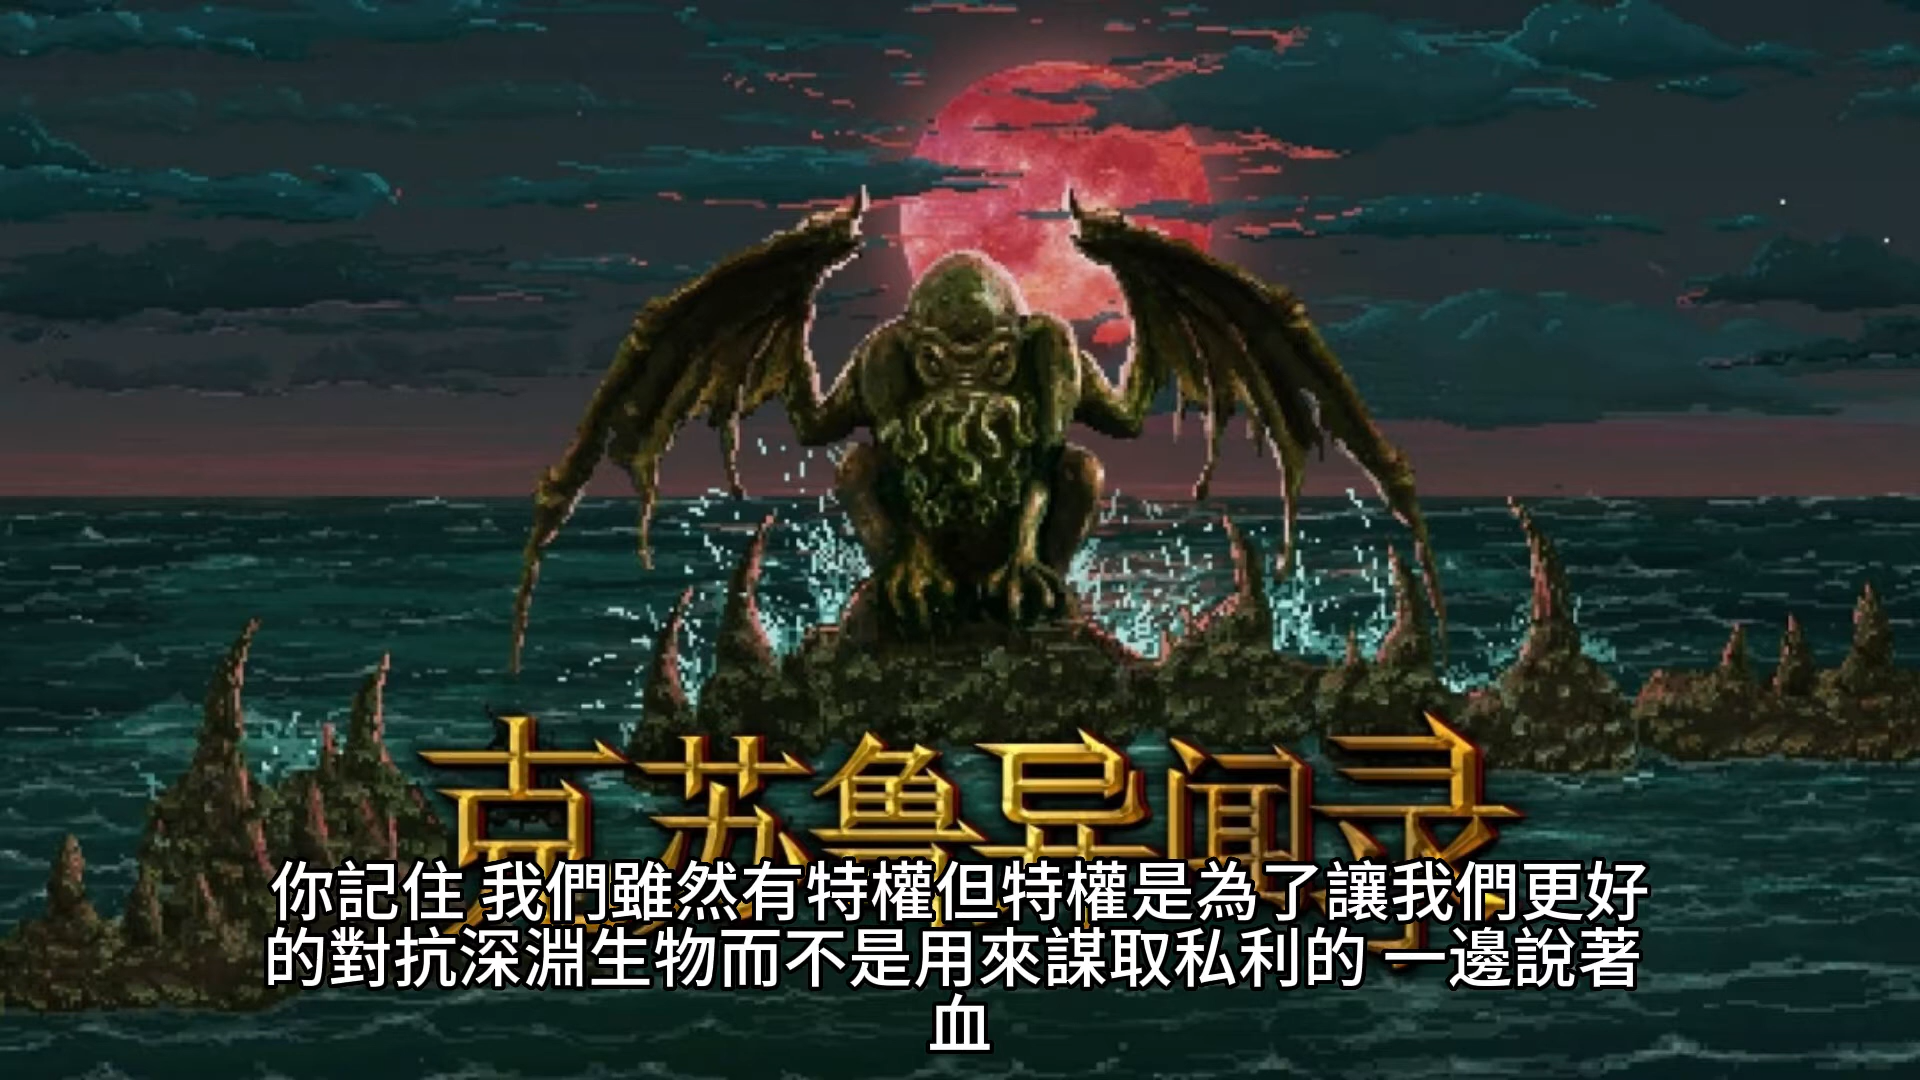 克苏鲁异闻录
你記住 我們雖然有特權但特權是為了讓我們更好
的對抗深淵生物而不是用來謀取私利的 一邊說著
血